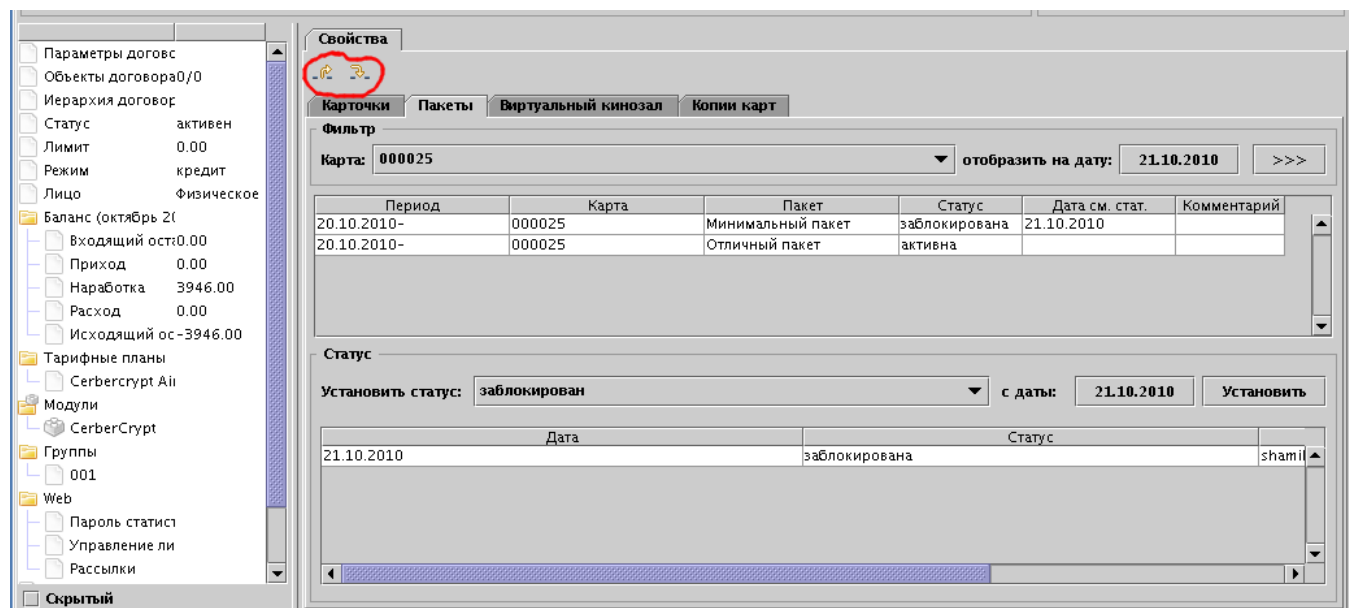 Параметры договс
Объекты договора 0/0
Иерархия договор
Статус активен
Лимит 0.00
Режим кредит
Лицо Физическое
Баланс (октябрь 2(
Входящий ост: 0.00
Приход 0.00
Наработка 3946.00
Расход 0.00
Исходящий ос -3946.00
Тарифные планы
Cerbercrypt Air
Модули
CerberCrypt
Группы
001
Web
Пароль статист
Управление ли
Рассылки
Скрытый
Свойства
Карточки Пакеты Виртуальный кинозал Копии карт
Фильтр
Карта: 000025 отобразить на дату: 21.10.2010 >>>
Период Карта Пакет Статус Дата см. стат. Комментарий
20.10.2010- 000025 Минимальный пакет заблокирована 21.10.2010
20.10.2010- 000025 Отличный пакет активна
Статус
Установить статус: заблокирован с даты: 21.10.2010 Установить
Дата Статус
21.10.2010 заблокирована shamil